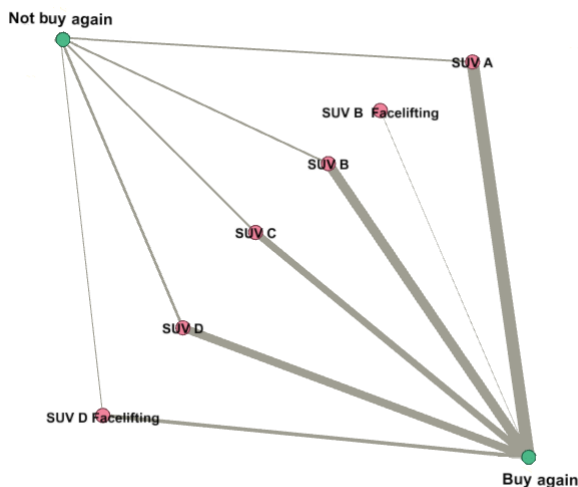 Not buy again
SUV A
SUV B  Facelifting
SUV B
SUV C
SUV D
SUV D Facelifting
Buy again